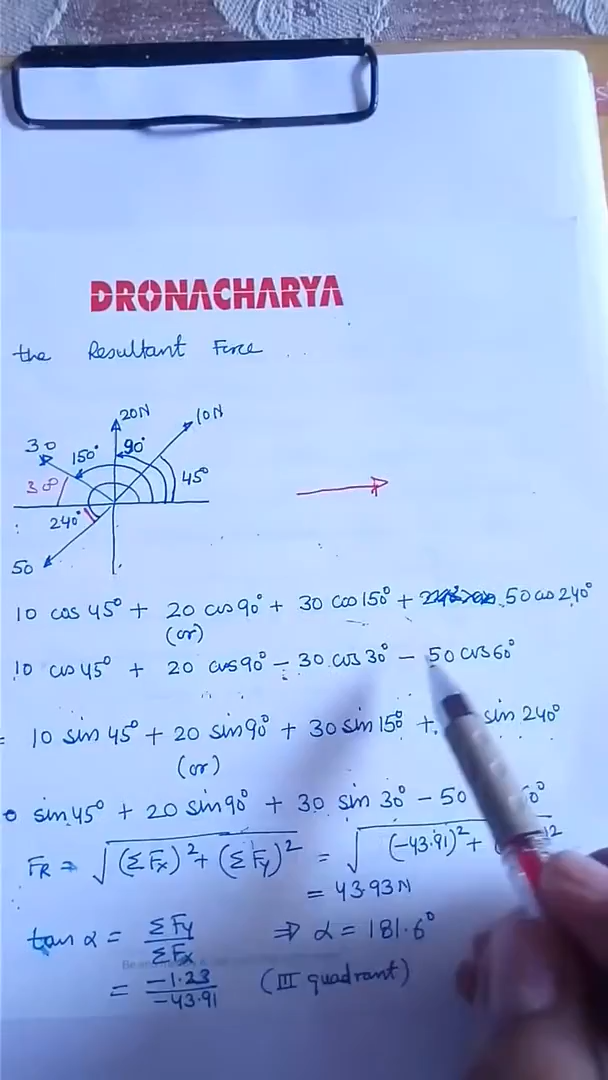 DRONACHARYA
the Resultant Force
20N
10N
30
150°
90°
45°
30°
240°
50
10 cos 45° + 20 cos 90° + 30 cos 150° + 50 cos 240°
(or)
10 cos 45° + 20 cos 90° - 30 cos 30° - 50 cos 60°
= 10 sin 45° + 20 sin 90° + 30 sin 150° + sin 240°
(or)
sin 45° + 20 sin 90° + 30 sin 30° - 50 0°
FR = √(ΣFx)² + (ΣFy)² = √(-43.91)² +
= 43.93N
tan α = ΣFy/ΣFx ⇒ α = 181.6°
= -1.23/-43.91 (III quadrant)